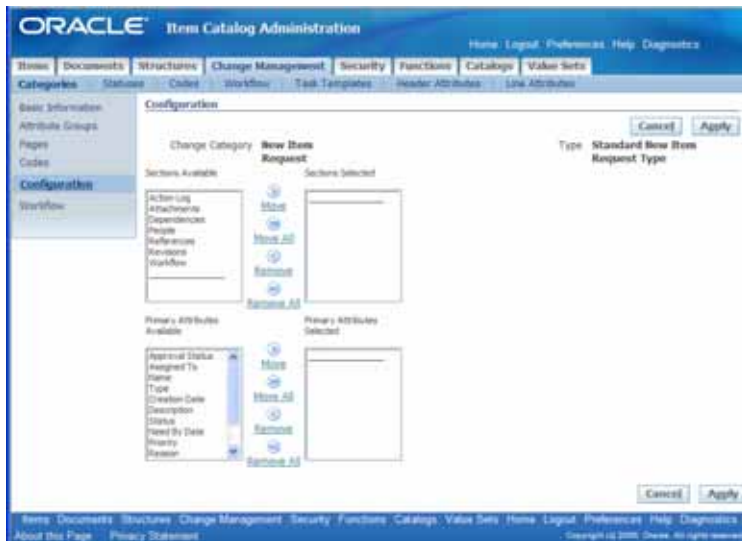 ORACLE Item Catalog Administration
Home Logout Preferences Help Diagnostics
Items Documents Structures Change Management Security Functions Catalogs Value Sets
Categories Statuses Codes Workflow Task Templates Header Attributes Line Attributes
Basic Information
Attribute Groups
Pages
Codes
Configuration
Workflow
Configuration
Cancel Apply
Change Category New Item Request
Type Standard New Item Request Type
Sections Available
Sections Selected
Action Log
Attachments
Dependencies
People
References
Revisions
Workflow
Move
Move All
Remove
Remove All
Primary Attributes Available
Primary Attributes Selected
Approval Status
Assigned To
Name
Type
Creation Date
Description
Status
Need By Date
Priority
Reason
Move
Move All
Remove
Remove All
Cancel Apply
Items Documents Structures Change Management Security Functions Catalogs Value Sets Home Logout Preferences Help Diagnostics
About this Page Privacy Statement
Oracle. All rights reserved